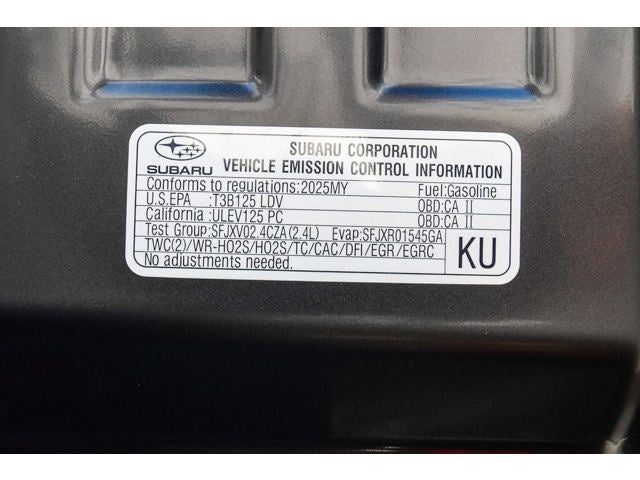 SUBARU
SUBARU CORPORATION
VEHICLE EMISSION CONTROL INFORMATION
Conforms to regulations:2025MY Fuel:Gasoline
U.S.EPA :T3B125 LDV OBD:CA II
California :ULEV125 PC OBD:CA II
Test Group:SFJXV02.4CZA(2.4L) Evap:SFJXR01545GA
TWC(2)/WR-HO2S/HO2S/TC/CAC/DFI/EGR/EGRC
No adjustments needed.
KU